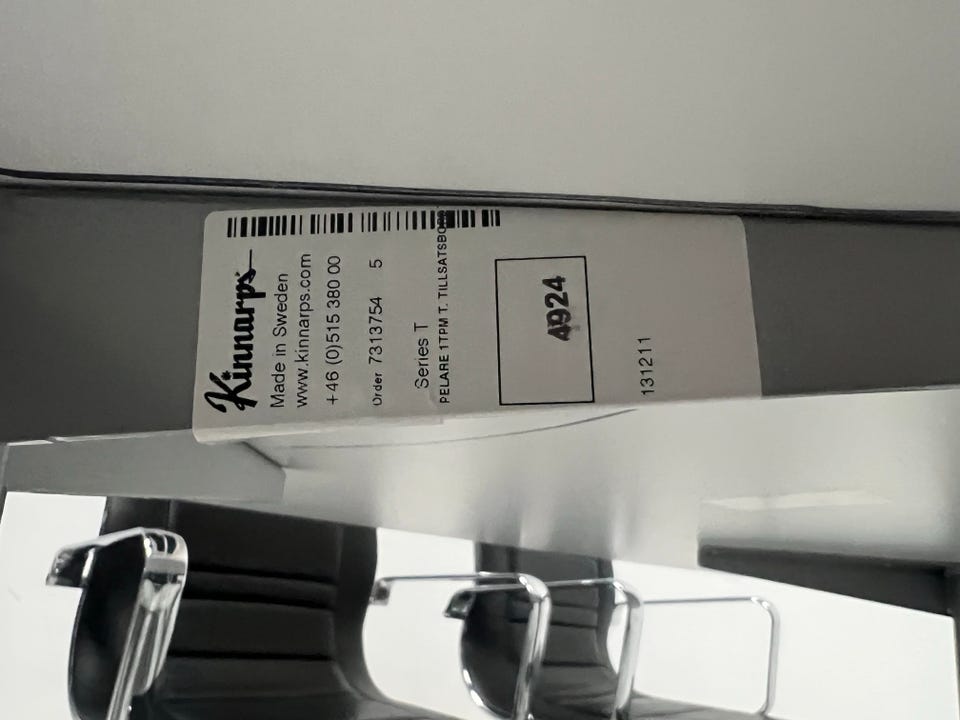 Kinnarps
Made in Sweden
www.kinnarps.com
+46 (0)515 380 00
Order 7313754 5
Series T
PELARE 1TPM T. TILLSATSBORD
4924
131211